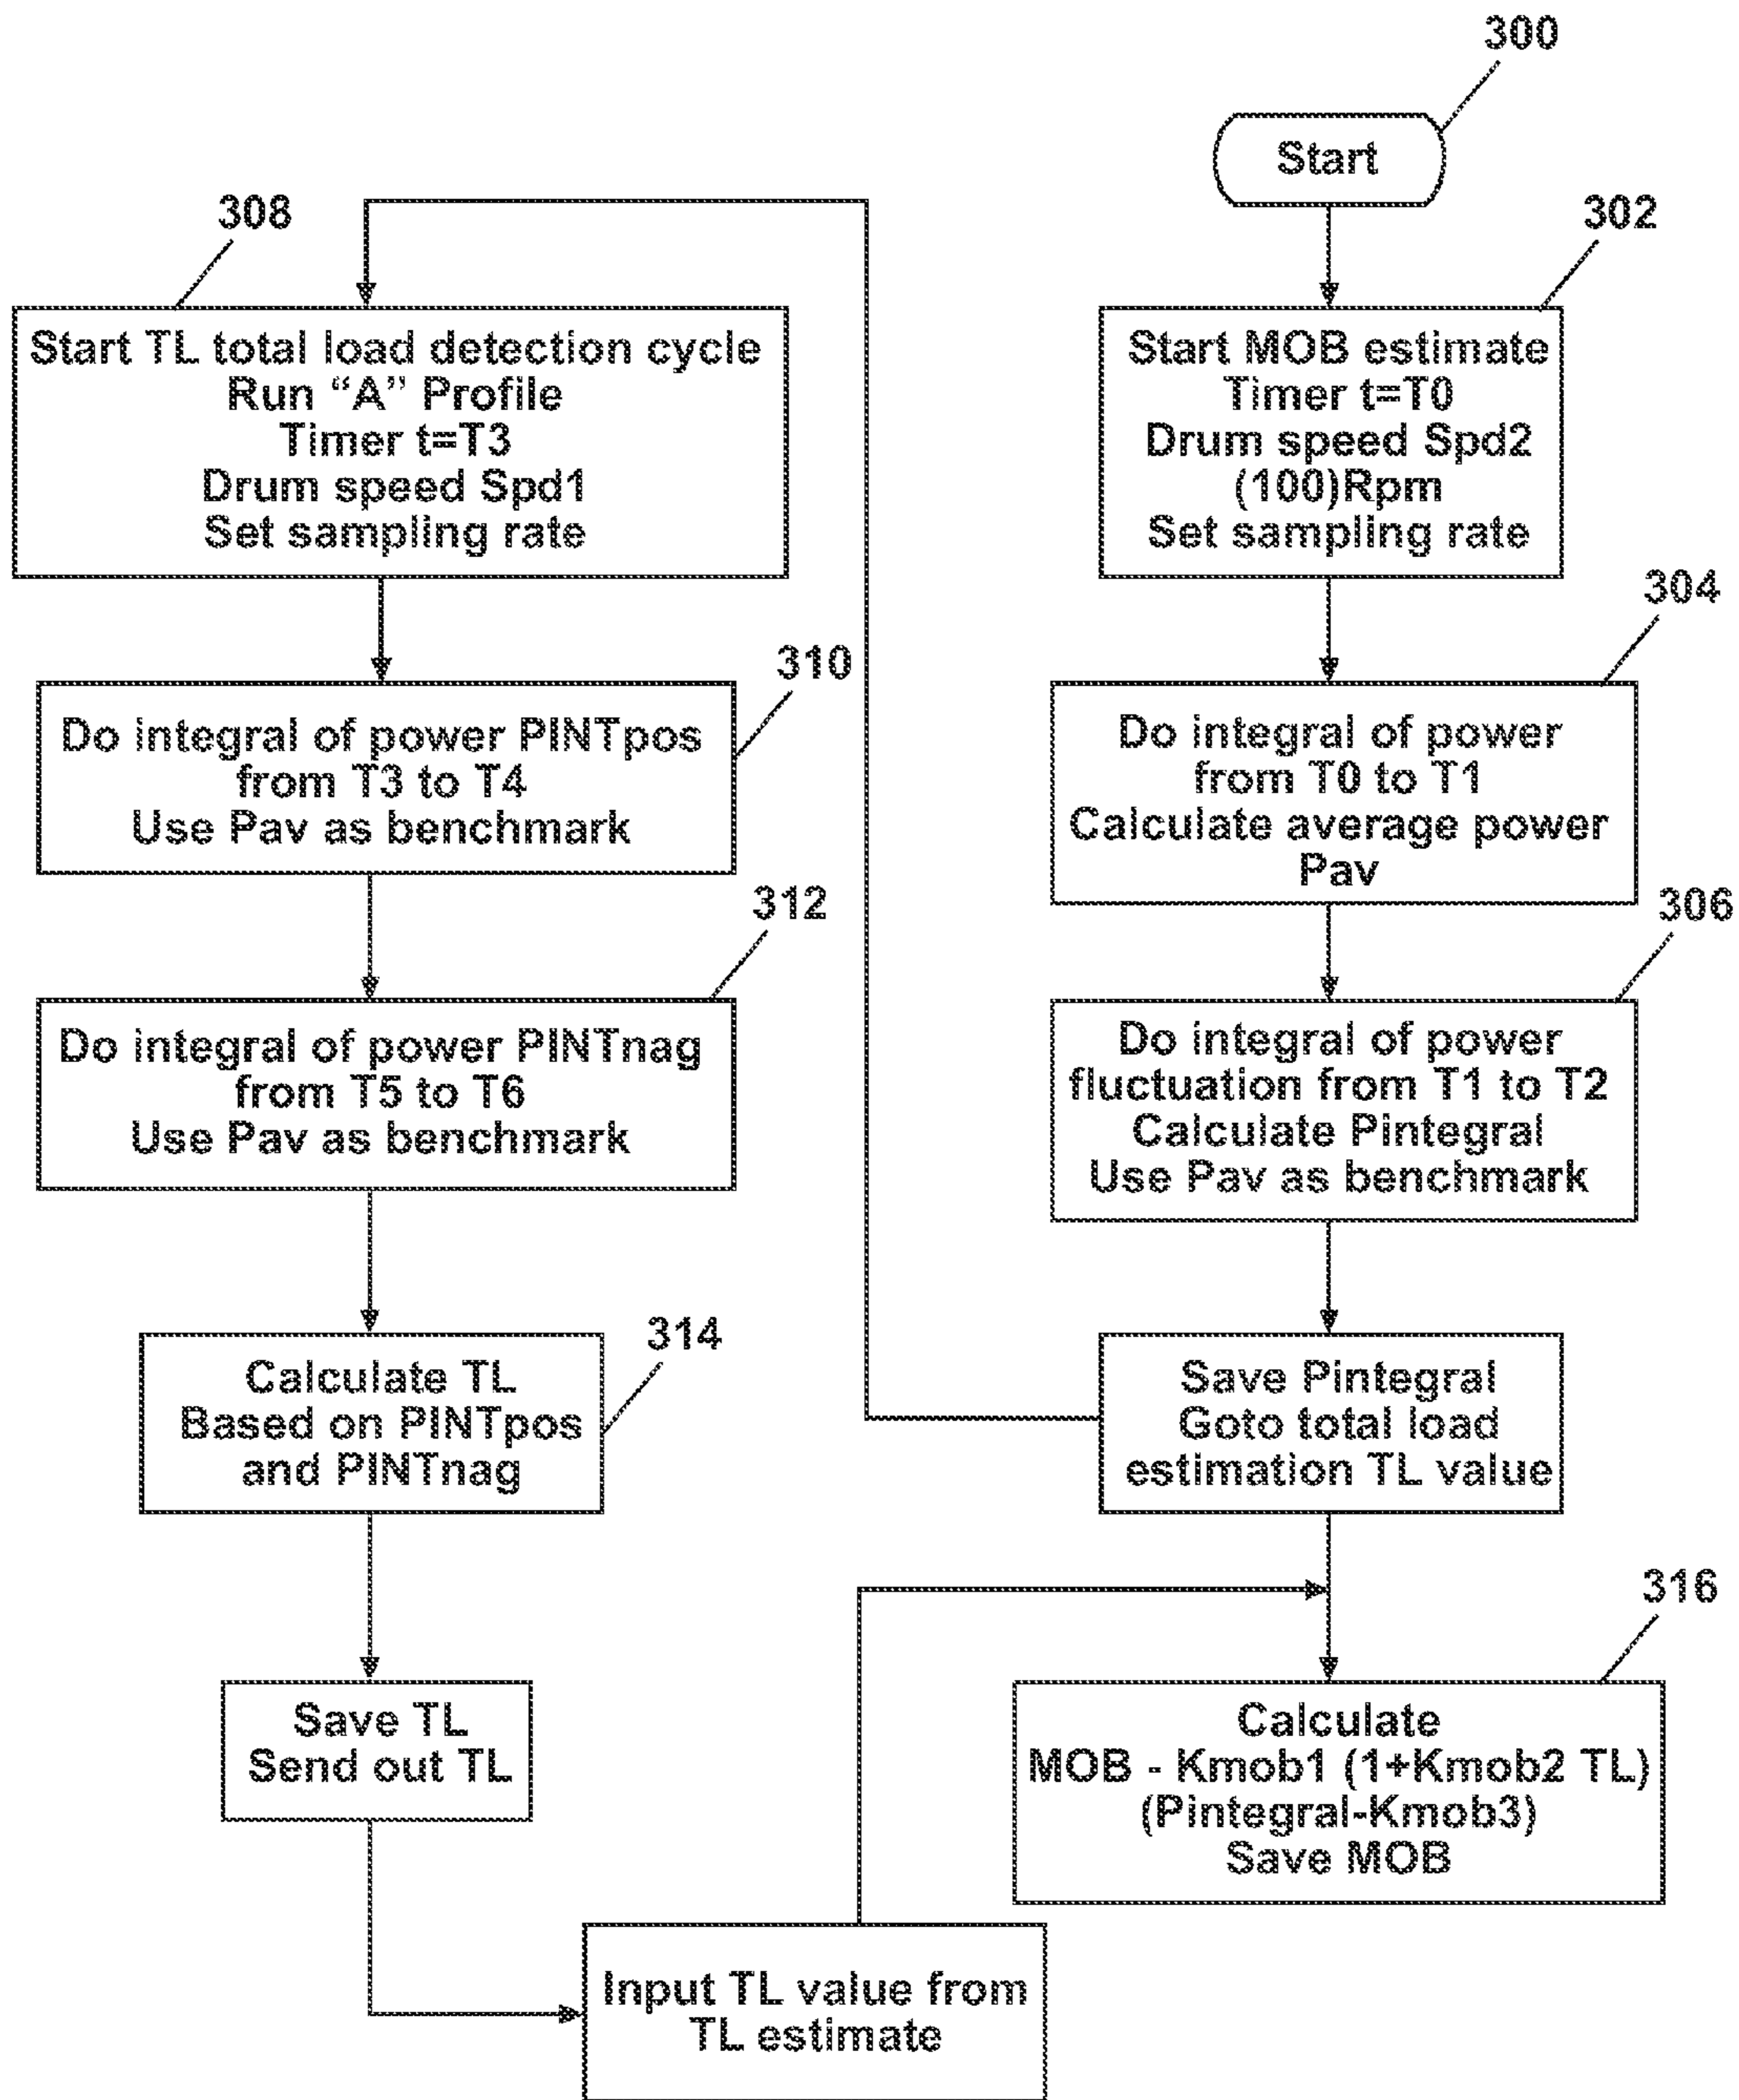 300
Start
302
Start MOB estimate
Timer t=T0
Drum speed Spd2
(100)Rpm
Set sampling rate
304
Do integral of power
from T0 to T1
Calculate average power
Pav
306
Do integral of power
fluctuation from T1 to T2
Calculate Pintegral
Use Pav as benchmark
Save Pintegral
Goto total load
estimation TL value
308
Start TL total load detection cycle
Run “A” Profile
Timer t=T3
Drum speed Spd1
Set sampling rate
310
Do integral of power PINTpos
from T3 to T4
Use Pav as benchmark
312
Do integral of power PINTnag
from T5 to T6
Use Pav as benchmark
314
Calculate TL
Based on PINTpos
and PINTnag
Save TL
Send out TL
Input TL value from
TL estimate
316
Calculate
MOB - Kmob1 (1+Kmob2 TL)
(Pintegral-Kmob3)
Save MOB